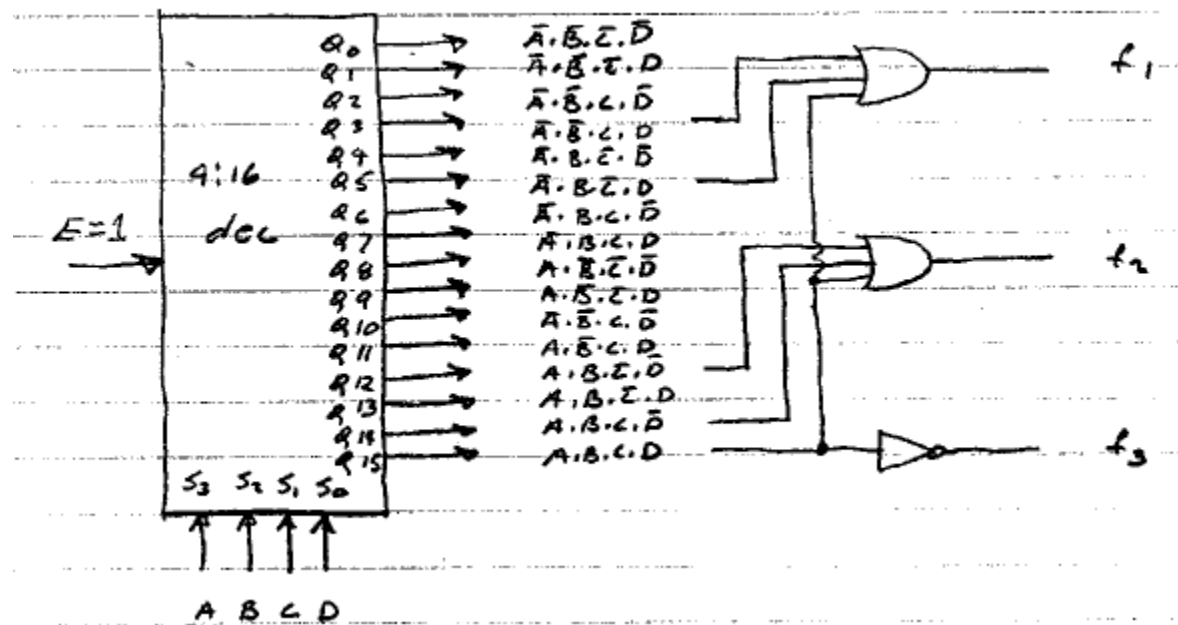 Q0 A̅.B̅.C̅.D̅
Q1 A̅.B̅.C̅.D
Q2 A̅.B̅.C.D̅
Q3 A̅.B̅.C.D
Q4 A̅.B.C̅.D̅
Q5 A̅.B.C̅.D
Q6 A̅.B.C.D̅
Q7 A̅.B.C.D
Q8 A.B̅.C̅.D̅
Q9 A.B̅.C̅.D
Q10 A̅.B̅.C.D̅
Q11 A.B̅.C.D
Q12 A.B.C̅.D̅
Q13 A.B.C̅.D
Q14 A.B.C.D̅
Q15 A.B.C.D
4:16
dec
E=1
S3 S2 S1 S0
A B C D
f1
f2
f3